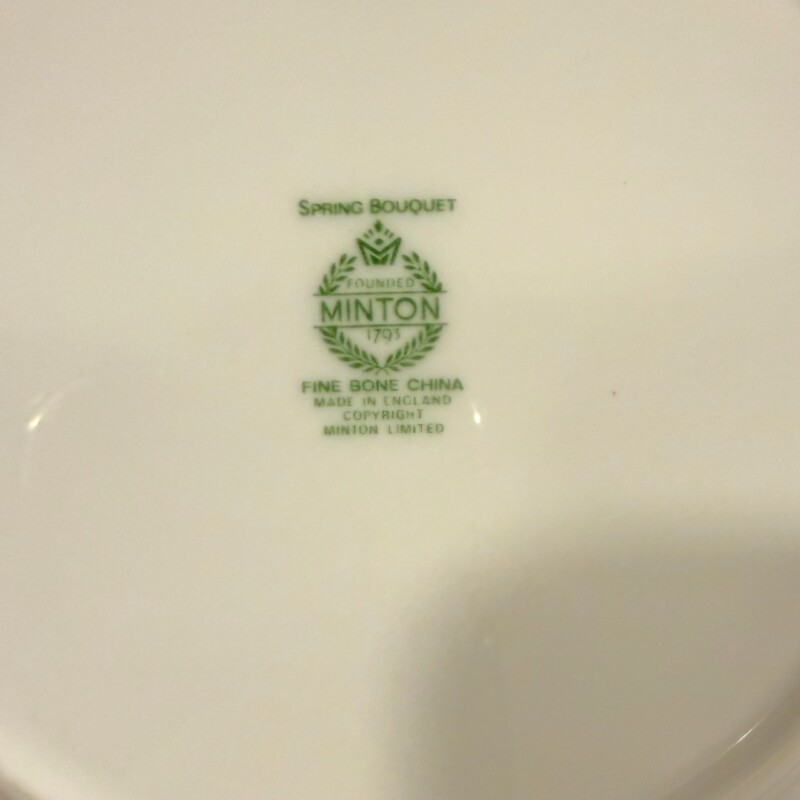 SPRING BOUQUET
M
FOUNDED
MINTON
1793
FINE BONE CHINA
MADE IN ENGLAND
COPYRIGHT
MINTON LIMITED